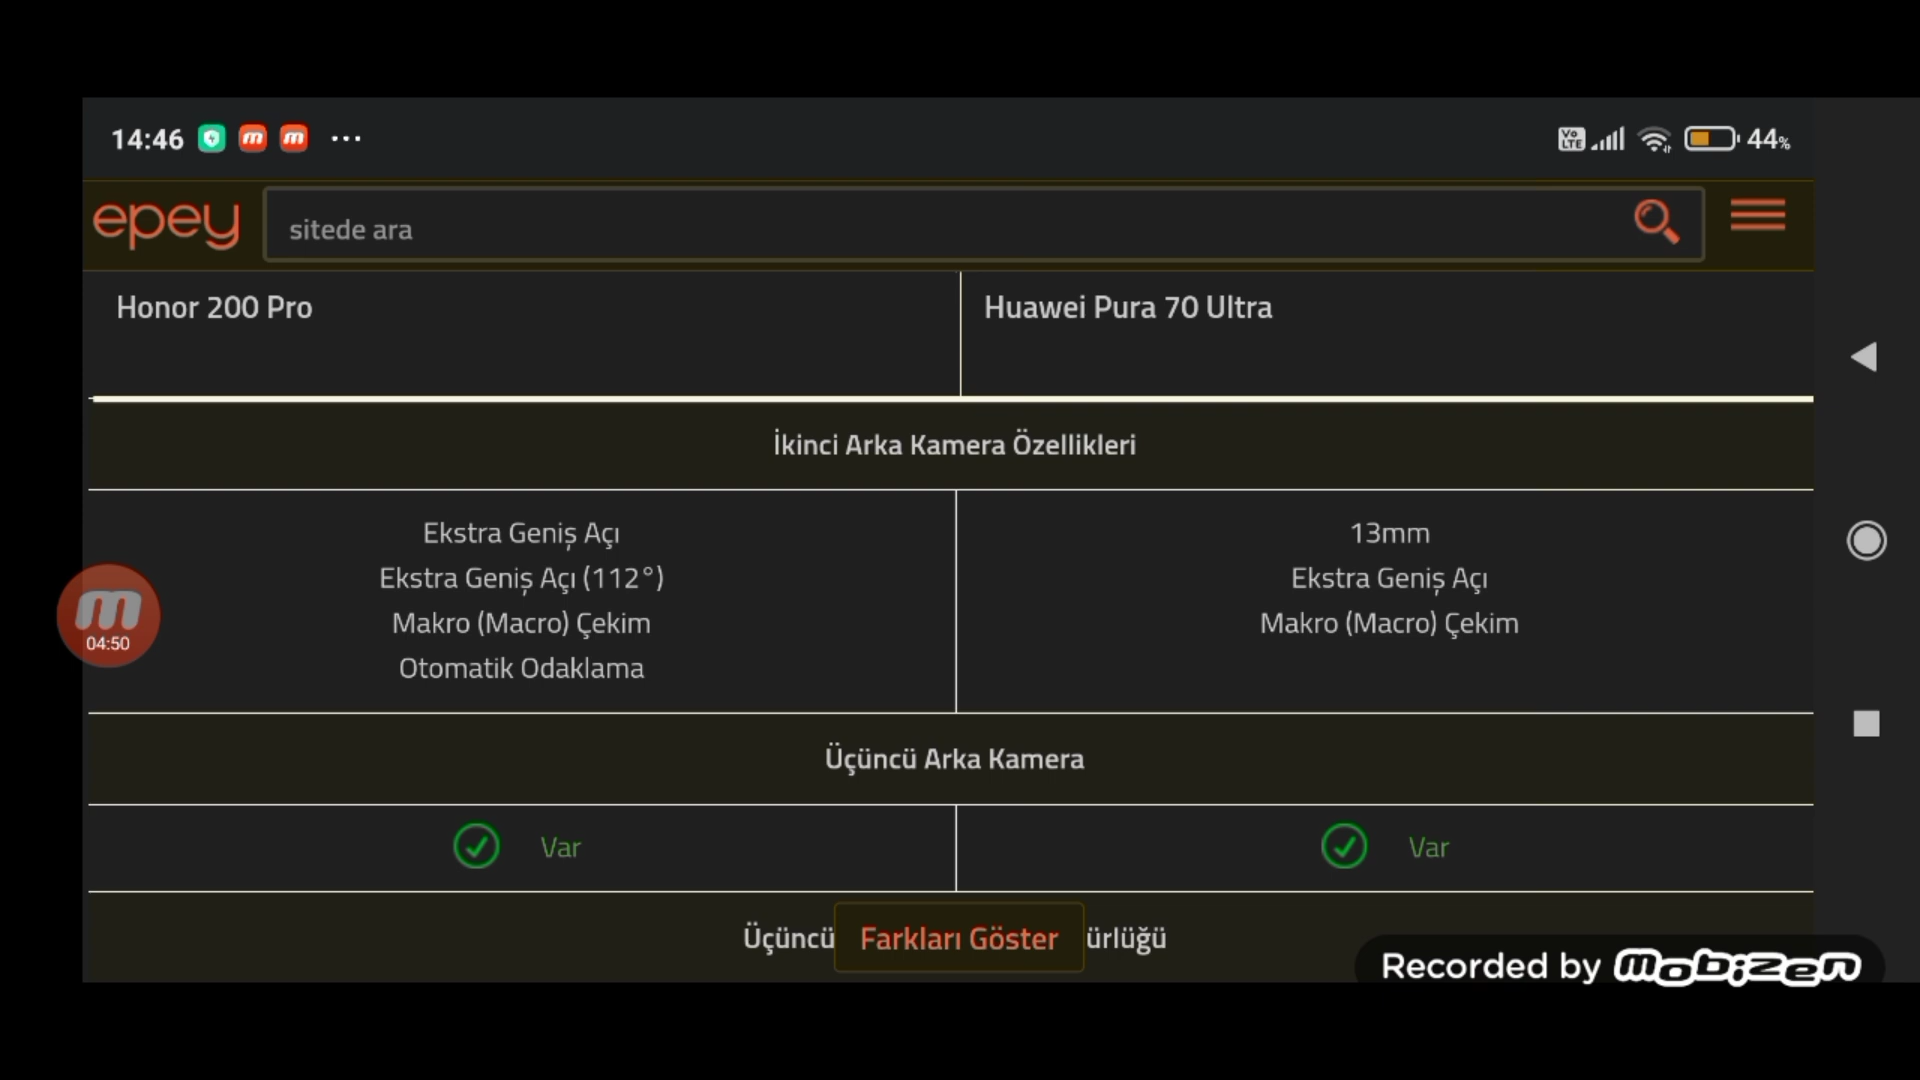 14:46 m m ... Vo LTE 44%
epey sitede ara
Honor 200 Pro
Huawei Pura 70 Ultra
İkinci Arka Kamera Özellikleri
Ekstra Geniş Açı
Ekstra Geniş Açı (112°)
Makro (Macro) Çekim
Otomatik Odaklama
13mm
Ekstra Geniş Açı
Makro (Macro) Çekim
m
04:50
Üçüncü Arka Kamera
Var
Var
Üçüncü Farkları Göster ürlüğü
Recorded by mobizen